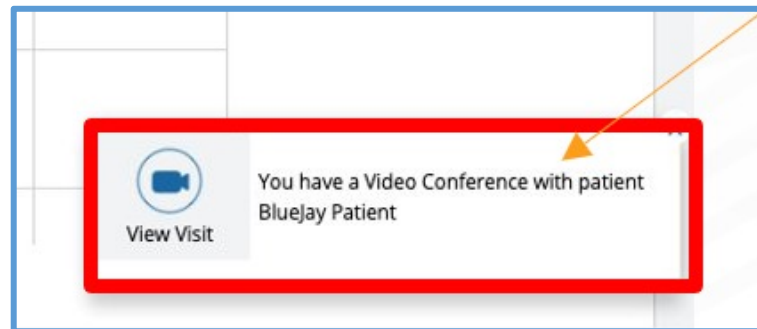 You have a Video Conference with patient
BlueJay Patient
View Visit